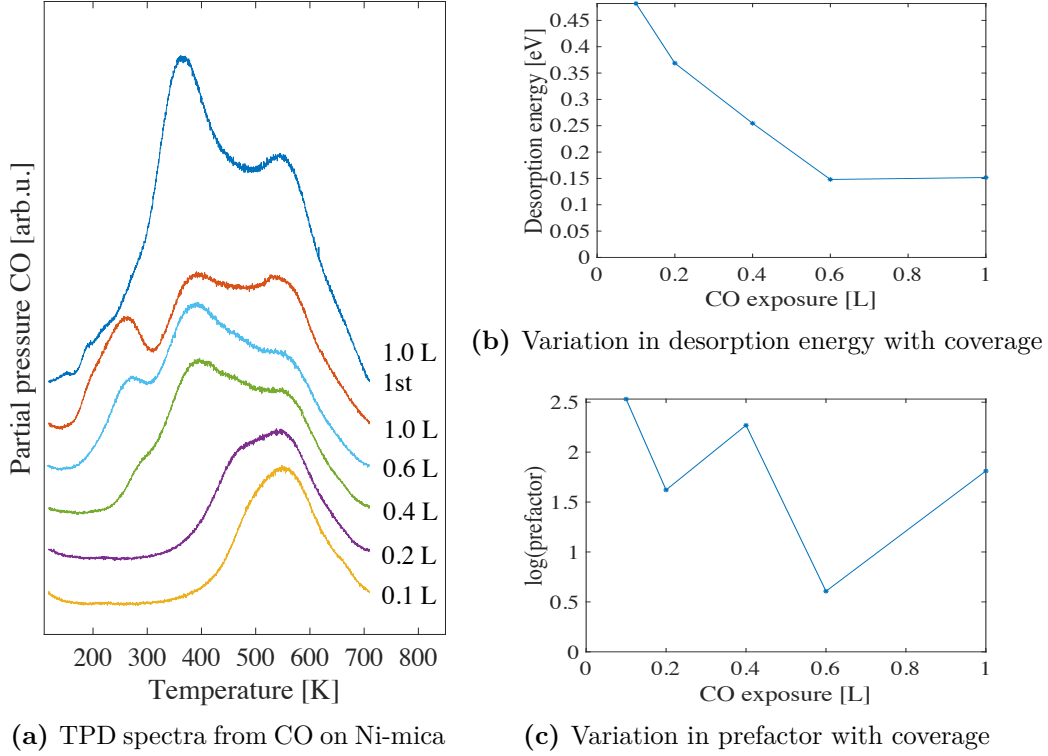 Partial pressure CO [arb.u.]
1.0 L
1st
1.0 L
0.6 L
0.4 L
0.2 L
0.1 L
200 300 400 500 600 700 800
Temperature [K]
(a) TPD spectra from CO on Ni-mica
Desorption energy [eV]
0.45
0.4
0.35
0.3
0.25
0.2
0.15
0.1
0.05
0
0 0.2 0.4 0.6 0.8 1
CO exposure [L]
(b) Variation in desorption energy with coverage
log(prefactor)
2.5
2
1.5
1
0.5
0
0 0.2 0.4 0.6 0.8 1
CO exposure [L]
(c) Variation in prefactor with coverage